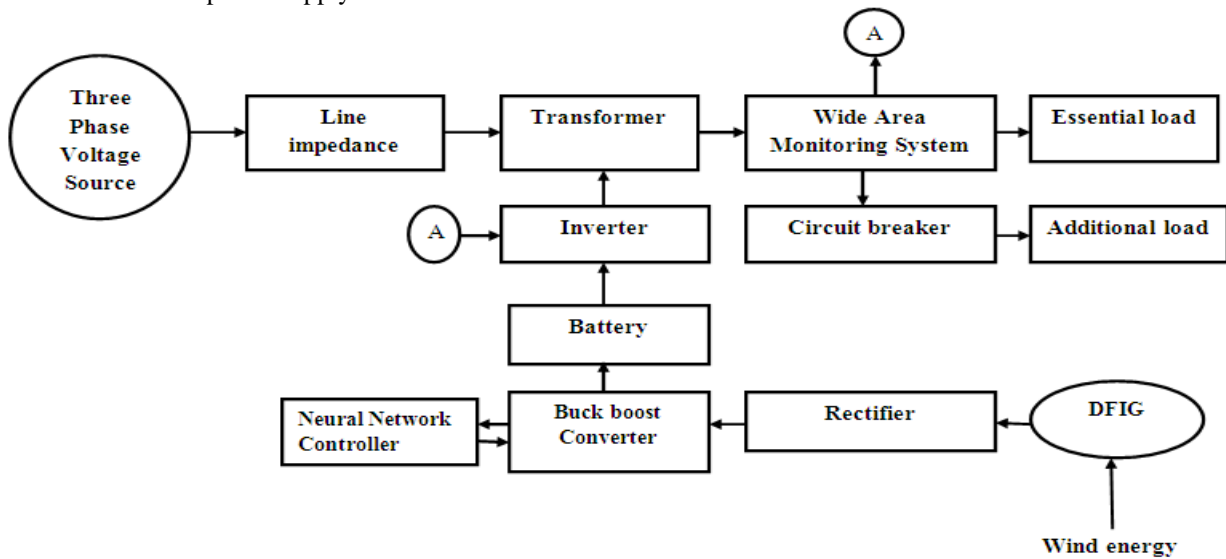 A
Three
Phase
Voltage
Source
Line
impedance
Transformer
Wide Area
Monitoring System
Essential load
A
Inverter
Circuit breaker
Additional load
Battery
Neural Network
Controller
Buck boost
Converter
Rectifier
DFIG
Wind energy